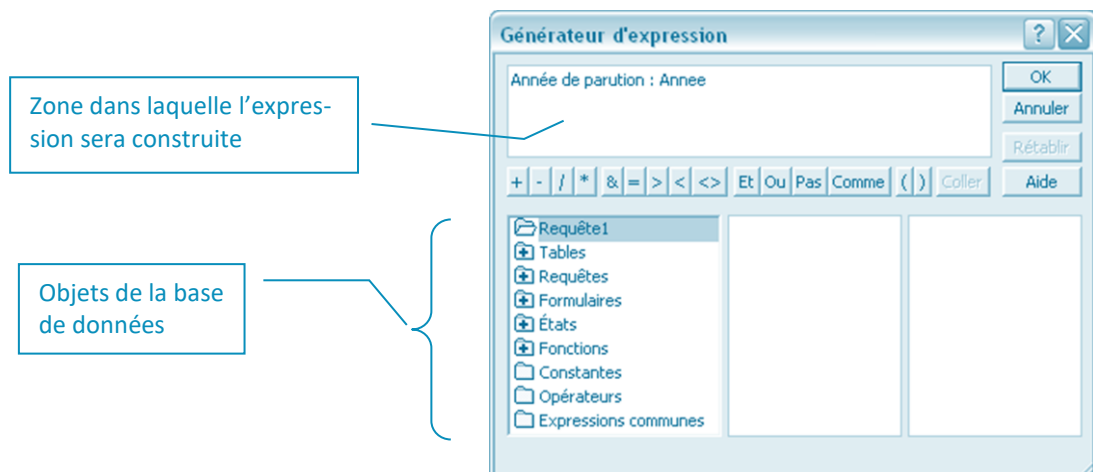 Générateur d'expression
?
Année de parution : Annee
OK
Annuler
Rétablir
Zone dans laquelle l'expres-
sion sera construite
+ - / * & = > < <> Et Ou Pas Comme ( ) Coller Aide
Requête1
Tables
Requêtes
Formulaires
États
Fonctions
Constantes
Opérateurs
Expressions communes
Objets de la base
de données